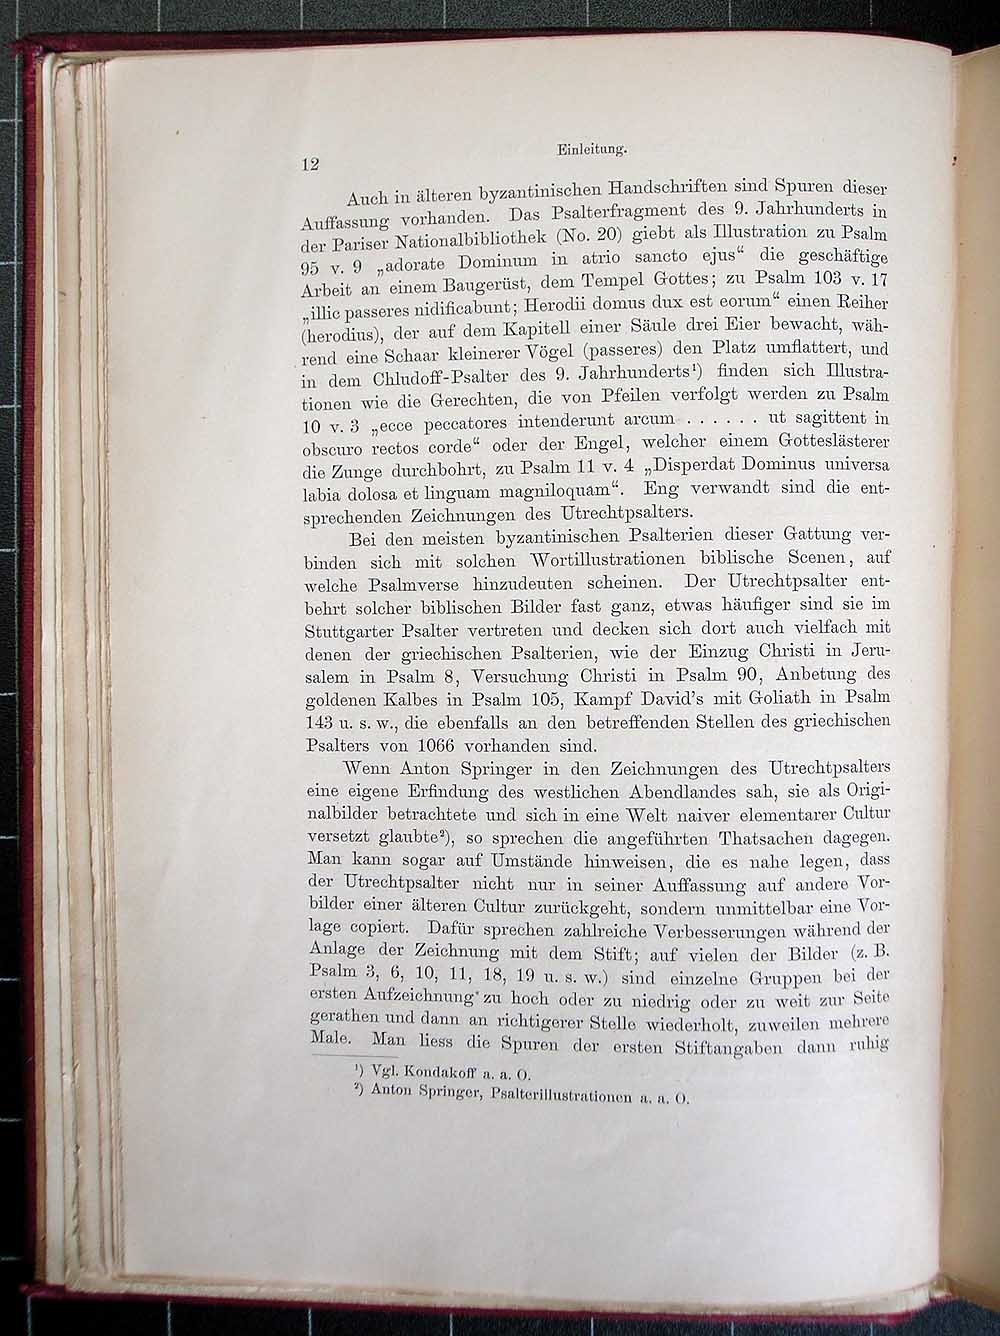 Einleitung.
12
Auch in älteren byzantinischen Handschriften sind Spuren dieser
Auffassung vorhanden. Das Psalterfragment des 9. Jahrhunderts in
der Pariser Nationalbibliothek (No. 20) giebt als Illustration zu Psalm
95 v. 9 „adorate Dominum in atrio sancto ejus“ die geschäftige
Arbeit an einem Baugerüst, dem Tempel Gottes; zu Psalm 103 v. 17
„illic passeres nidificabunt; Herodii domus dux est eorum“ einen Reiher
(herodius), der auf dem Kapitell einer Säule drei Eier bewacht, wäh-
rend eine Schaar kleinerer Vögel (passeres) den Platz umflattert, und
in dem Chludoff-Psalter des 9. Jahrhunderts¹) finden sich Illustra-
tionen wie die Gerechten, die von Pfeilen verfolgt werden zu Psalm
10 v. 3 „ecce peccatores intenderunt arcum . . . . . . ut sagittent in
obscuro rectos corde“ oder der Engel, welcher einem Gotteslästerer
die Zunge durchbohrt, zu Psalm 11 v. 4 „Disperdat Dominus universa
labia dolosa et linguam magniloquam“. Eng verwandt sind die ent-
sprechenden Zeichnungen des Utrechtpsalters.
Bei den meisten byzantinischen Psalterien dieser Gattung ver-
binden sich mit solchen Wortillustrationen biblische Scenen, auf
welche Psalmverse hinzudeuten scheinen. Der Utrechtpsalter ent-
behrt solcher biblischen Bilder fast ganz, etwas häufiger sind sie im
Stuttgarter Psalter vertreten und decken sich dort auch vielfach mit
denen der griechischen Psalterien, wie der Einzug Christi in Jeru-
salem in Psalm 8, Versuchung Christi in Psalm 90, Anbetung des
goldenen Kalbes in Psalm 105, Kampf David's mit Goliath in Psalm
143 u. s. w., die ebenfalls an den betreffenden Stellen des griechischen
Psalters von 1066 vorhanden sind.
Wenn Anton Springer in den Zeichnungen des Utrechtpsalters
eine eigene Erfindung des westlichen Abendlandes sah, sie als Origi-
nalbilder betrachtete und sich in eine Welt naiver elementarer Cultur
versetzt glaubte²), so sprechen die angeführten Thatsachen dagegen.
Man kann sogar auf Umstände hinweisen, die es nahe legen, dass
der Utrechtpsalter nicht nur in seiner Auffassung auf andere Vor-
bilder einer älteren Cultur zurückgeht, sondern unmittelbar eine Vor-
lage copiert. Dafür sprechen zahlreiche Verbesserungen während der
Anlage der Zeichnung mit dem Stift; auf vielen der Bilder (z. B.
Psalm 3, 6, 10, 11, 18, 19 u. s. w.) sind einzelne Gruppen bei der
ersten Aufzeichnung zu hoch oder zu niedrig oder zu weit zur Seite
gerathen und dann an richtigerer Stelle wiederholt, zuweilen mehrere
Male. Man liess die Spuren der ersten Stiftangaben dann ruhig
¹) Vgl. Kondakoff a. a. O.
²) Anton Springer, Psalterillustrationen a. a. O.